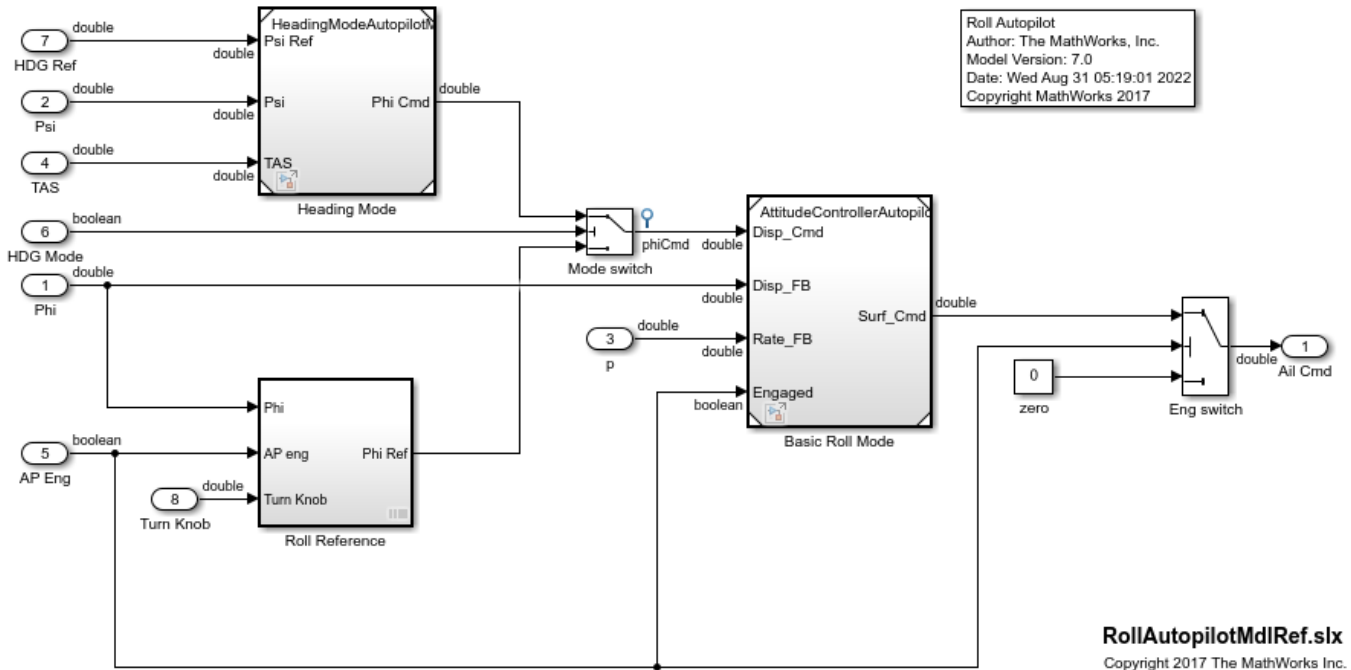 double
7
HDG Ref
double
HeadingModeAutopilotM
Psi Ref
double
2
Psi
double
Psi
Phi Cmd
double
double
4
TAS
double
TAS
Heading Mode
Roll Autopilot
Author: The MathWorks, Inc.
Model Version: 7.0
Date: Wed Aug 31 05:19:01 2022
Copyright MathWorks 2017
boolean
6
HDG Mode
double
1
Phi
Mode switch
phiCmd
double
AttitudeControllerAutopilo
Disp_Cmd
double
Disp_FB
Surf_Cmd
double
3
p
double
double
Rate_FB
boolean
Engaged
Basic Roll Mode
0
zero
Eng switch
double
1
Ail Cmd
boolean
5
AP Eng
double
8
Turn Knob
Phi
AP eng
Phi Ref
Turn Knob
Roll Reference
RollAutopilotMdlRef.slx
Copyright 2017 The MathWorks Inc.